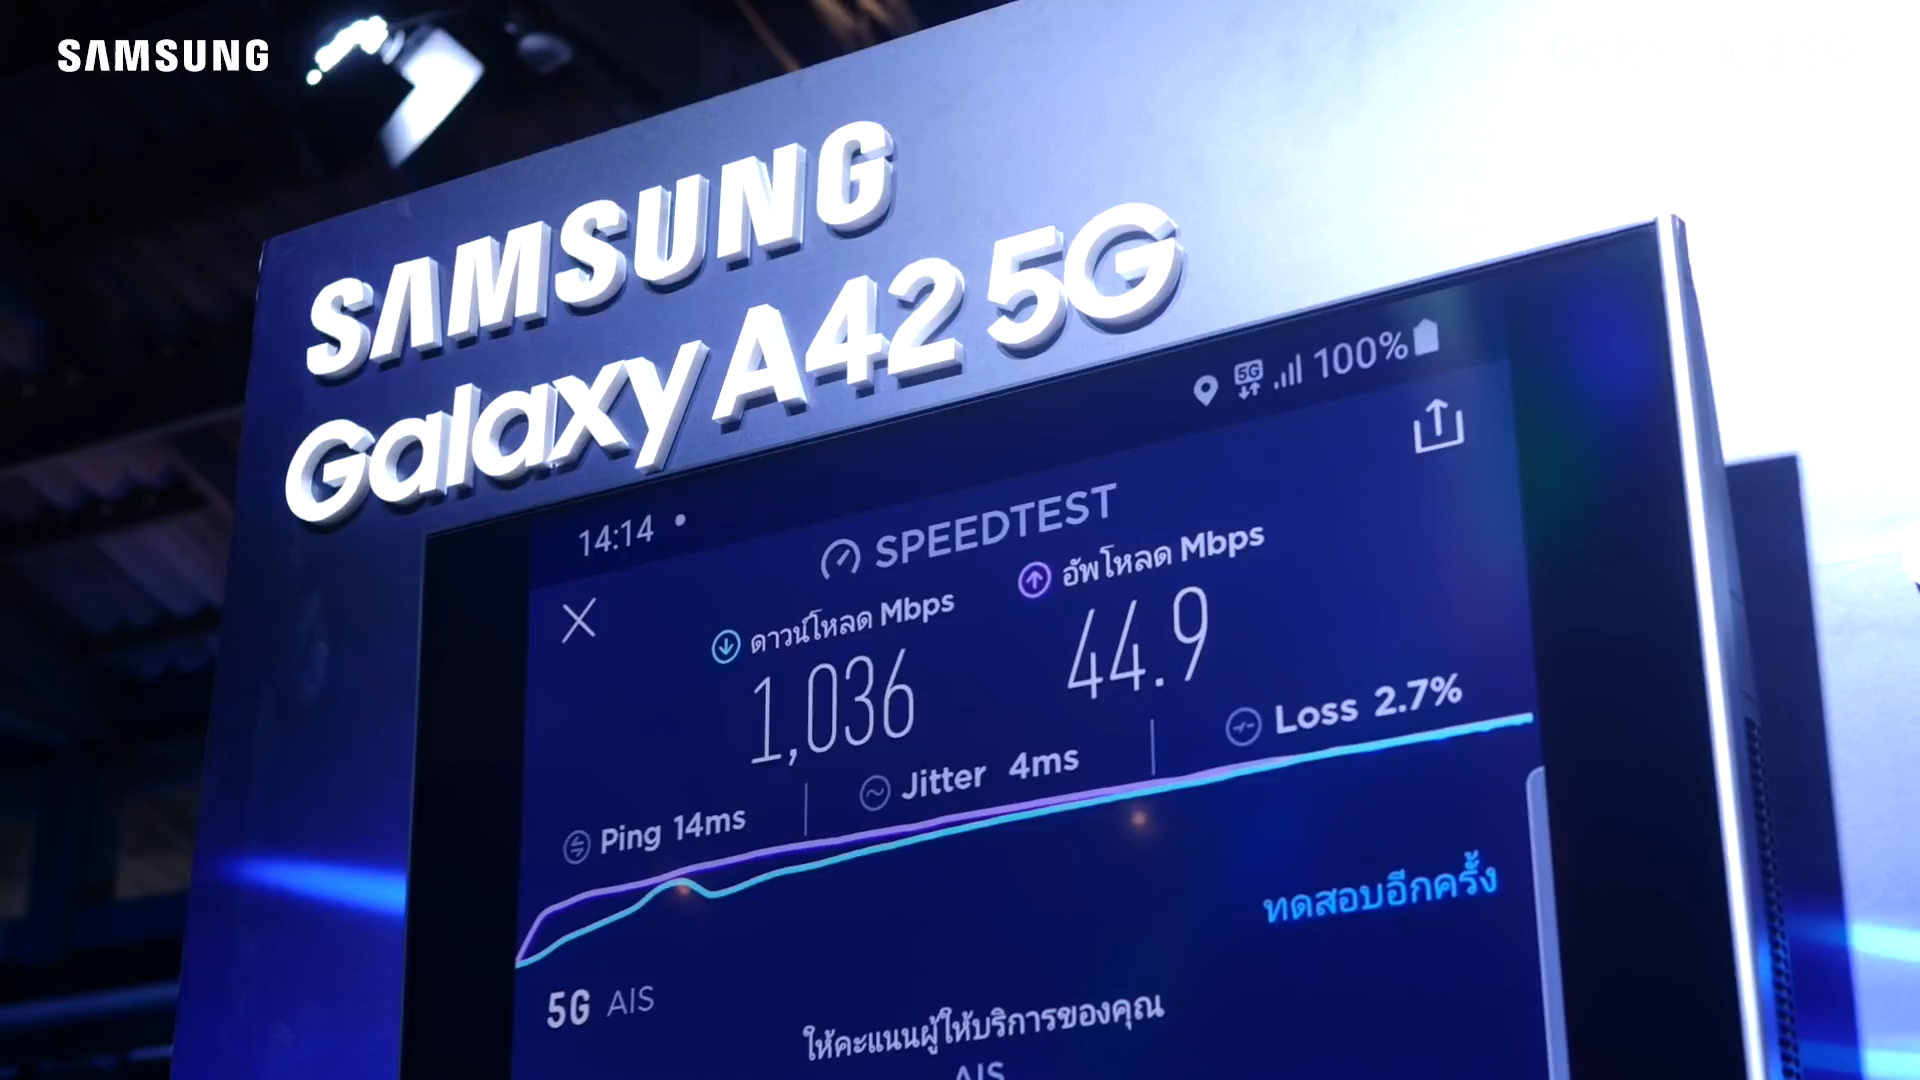 SAMSUNG
SAMSUNG
Galaxy A42 5G
14:14
5G 100%
SPEEDTEST
ดาวน์โหลด Mbps
1,036
อัพโหลด Mbps
44.9
Ping 14ms
Jitter 4ms
Loss 2.7%
ทดสอบอีกครั้ง
5G AIS
ให้คะแนนผู้ให้บริการของคุณ
AIS